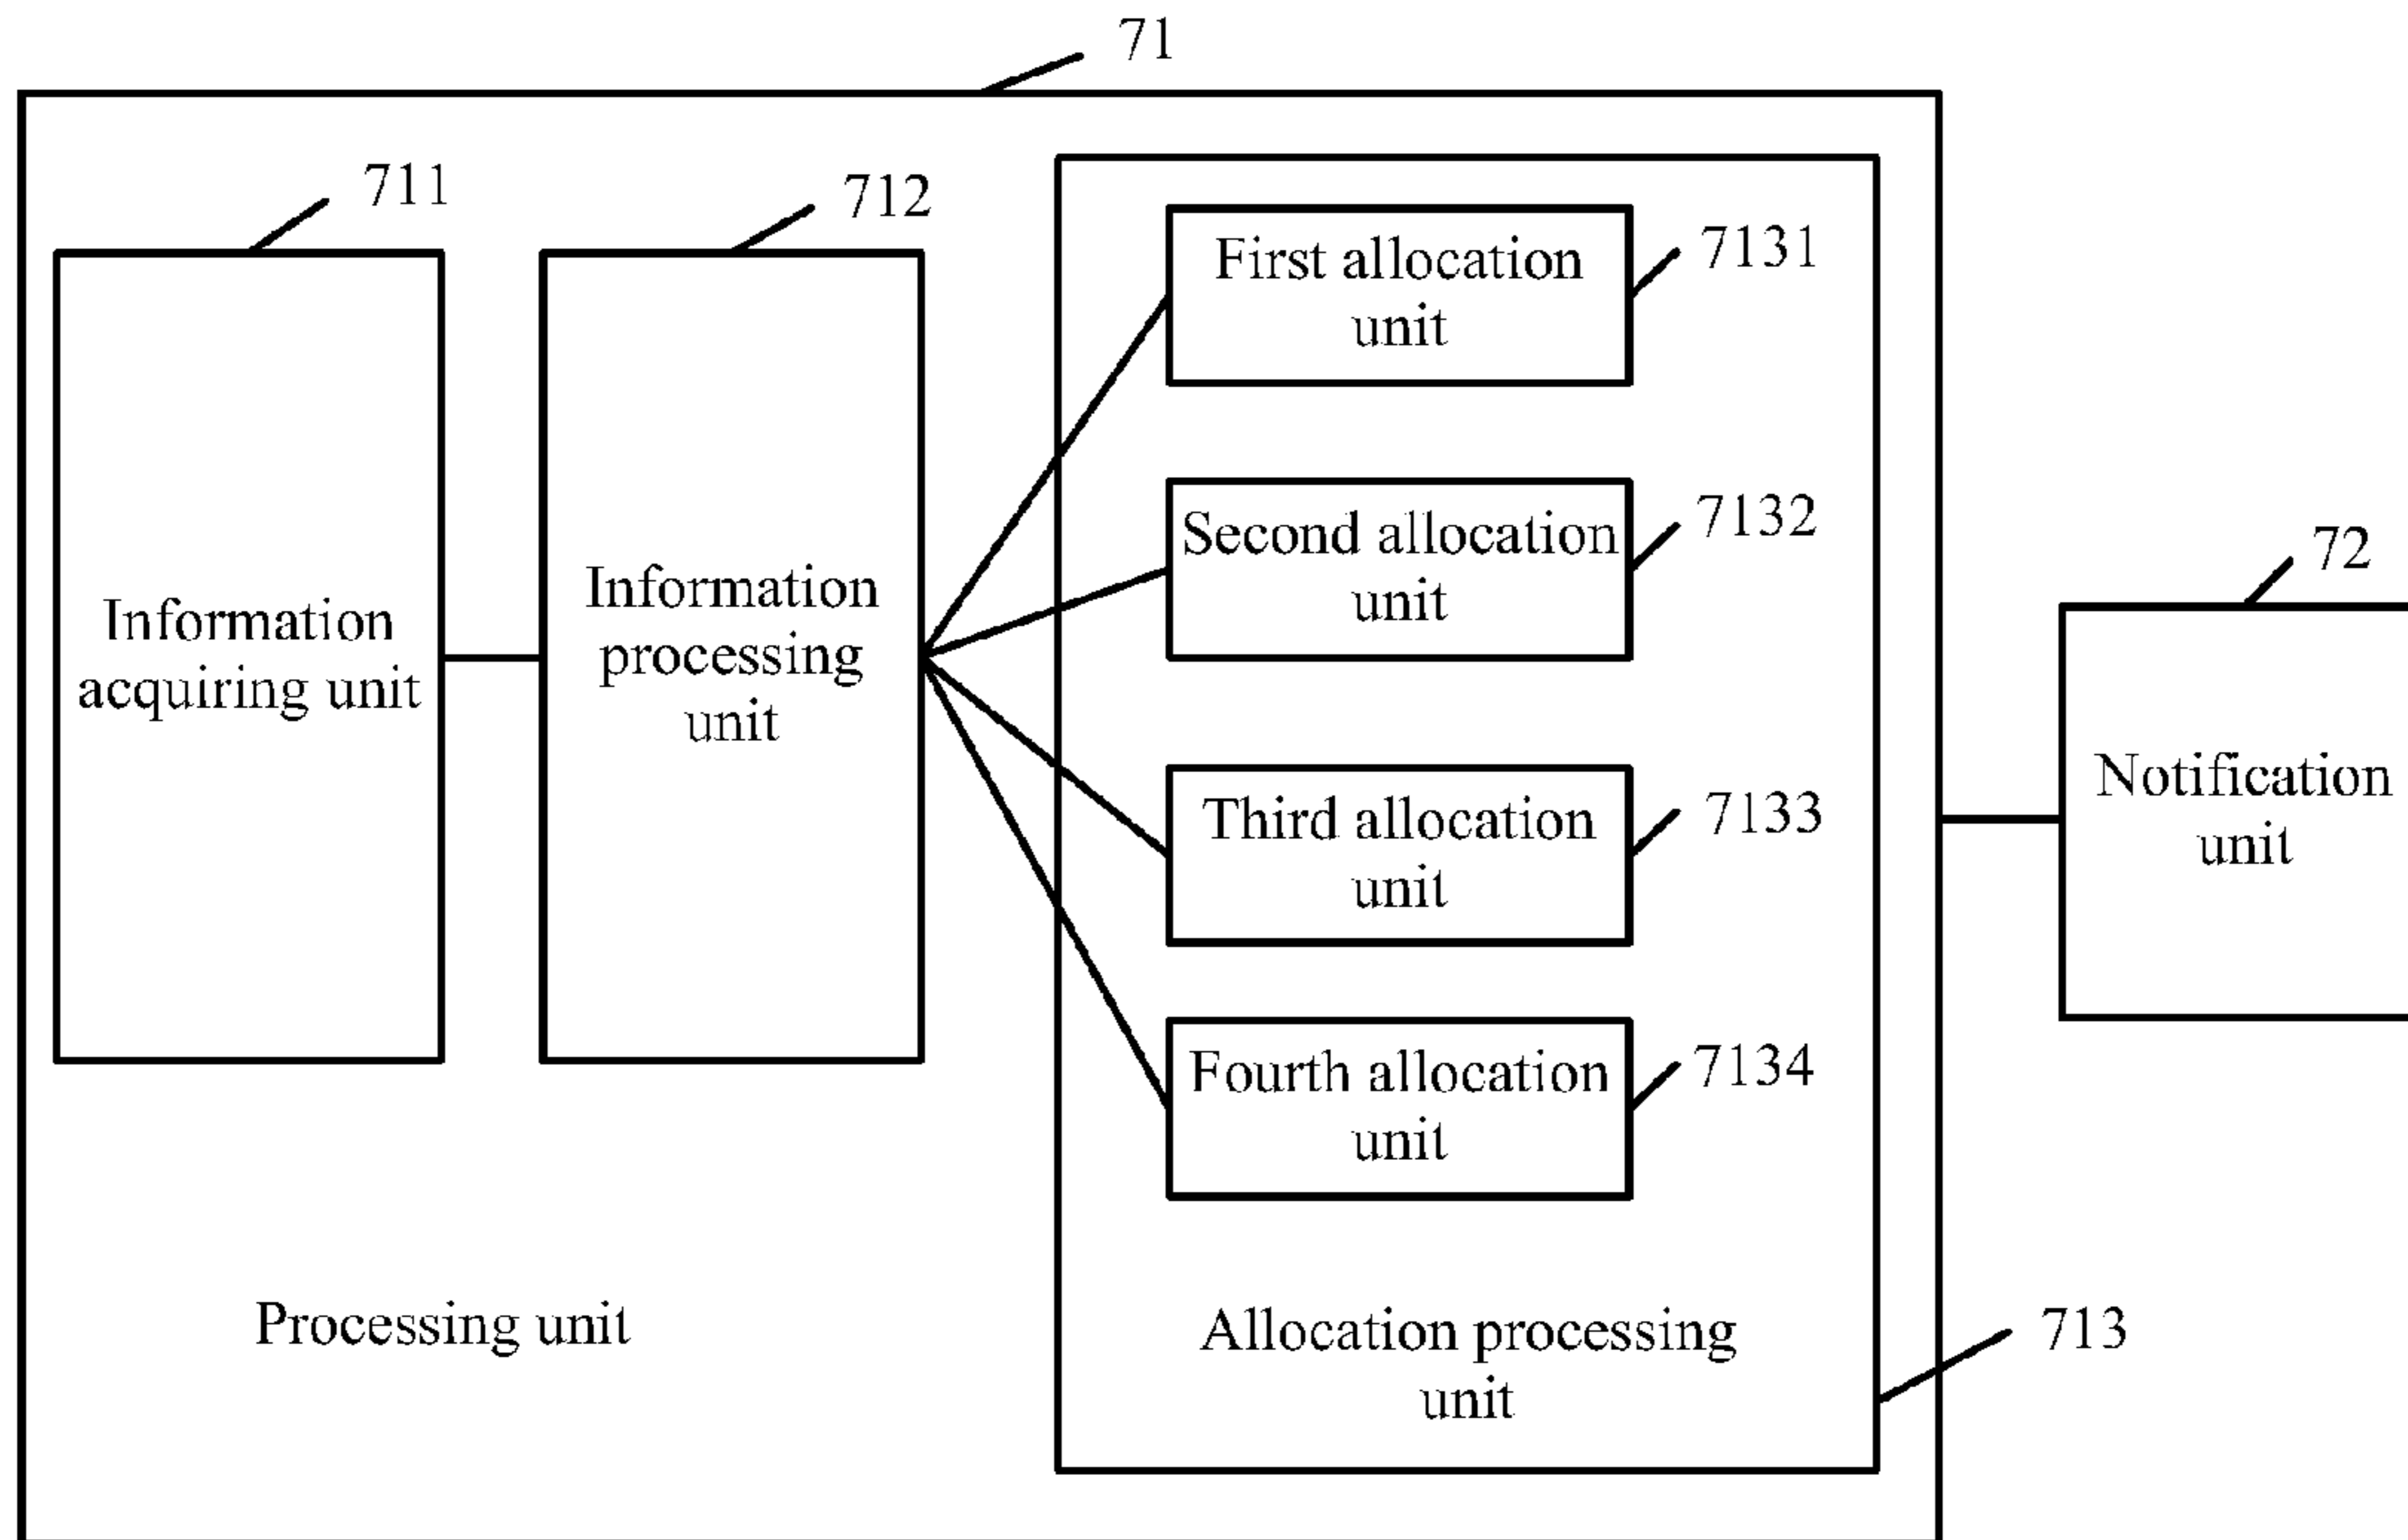 71
711
712
First allocation
unit
7131
Second allocation
unit
7132
72
Information
acquiring unit
Information
processing
unit
Third allocation
unit
7133
Notification
unit
Fourth allocation
unit
7134
Processing unit
Allocation processing
unit
713